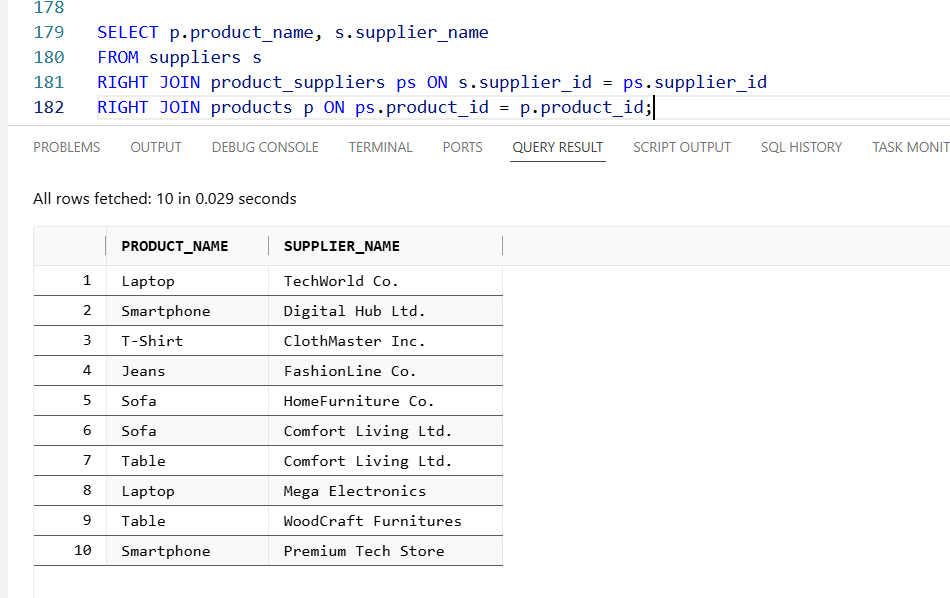 178
179 SELECT p.product_name, s.supplier_name
180 FROM suppliers s
181 RIGHT JOIN product_suppliers ps ON s.supplier_id = ps.supplier_id
182 RIGHT JOIN products p ON ps.product_id = p.product_id;
PROBLEMS OUTPUT DEBUG CONSOLE TERMINAL PORTS QUERY RESULT SCRIPT OUTPUT SQL HISTORY TASK MONIT
All rows fetched: 10 in 0.029 seconds
PRODUCT_NAME SUPPLIER_NAME
1 Laptop TechWorld Co.
2 Smartphone Digital Hub Ltd.
3 T-Shirt ClothMaster Inc.
4 Jeans FashionLine Co.
5 Sofa HomeFurniture Co.
6 Sofa Comfort Living Ltd.
7 Table Comfort Living Ltd.
8 Laptop Mega Electronics
9 Table WoodCraft Furnitures
10 Smartphone Premium Tech Store